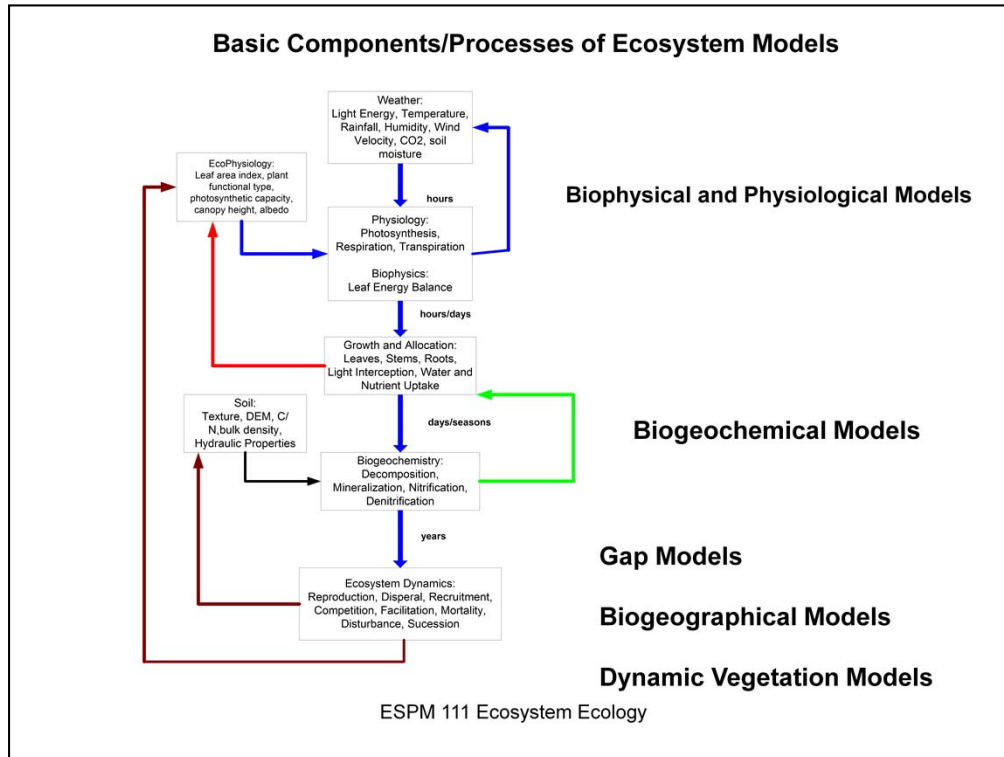 Basic Components/Processes of Ecosystem Models
Weather:
Light Energy, Temperature,
Rainfall, Humidity, Wind
Velocity, CO2, soil
moisture
EcoPhysiology:
Leaf area index, plant
functional type,
photosynthetic capacity,
canopy height, albedo
hours
Biophysical and Physiological Models
Physiology:
Photosynthesis,
Respiration, Transpiration
Biophysics:
Leaf Energy Balance
hours/days
Growth and Allocation:
Leaves, Stems, Roots,
Light Interception, Water and
Nutrient Uptake
Soil:
Texture, DEM, C/
N,bulk density,
Hydraulic Properties
days/seasons
Biogeochemical Models
Biogeochemistry:
Decomposition,
Mineralization, Nitrification,
Denitrification
years
Gap Models
Ecosystem Dynamics:
Reproduction, Disperal, Recruitment,
Competition, Facilitation, Mortality,
Disturbance, Sucession
Biogeographical Models
Dynamic Vegetation Models
ESPM 111 Ecosystem Ecology